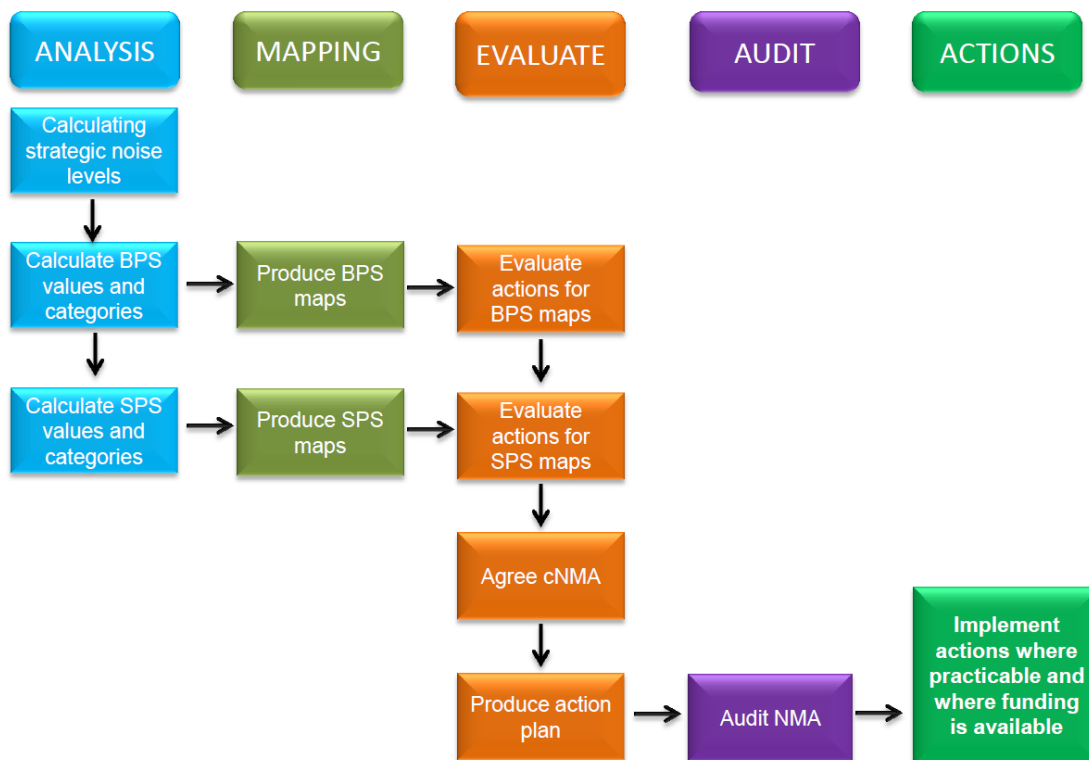 ANALYSIS
MAPPING
EVALUATE
AUDIT
ACTIONS
Calculating
strategic noise
levels
Calculate BPS
values and
categories
Produce BPS
maps
Evaluate
actions for
BPS maps
Calculate SPS
values and
categories
Produce SPS
maps
Evaluate
actions for
SPS maps
Agree cNMA
Produce action
plan
Audit NMA
Implement
actions where
practicable and
where funding
is available